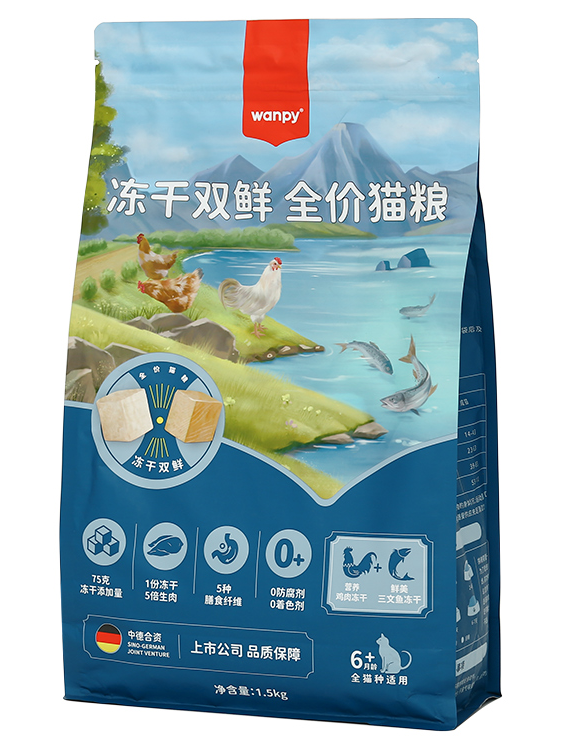 wanpy
冻干双鲜 全价猫粮
全价猫粮
冻干双鲜
75克
冻干添加量
1份冻干
5倍生肉
5种
膳食纤维
0+
0防腐剂
0着色剂
营养
鸡肉冻干
+
鲜美
三文鱼冻干
中德合资
SINO-GERMAN
JOINT VENTURE
上市公司 品质保障
6+
月龄
全猫种适用
净含量:1.5kg